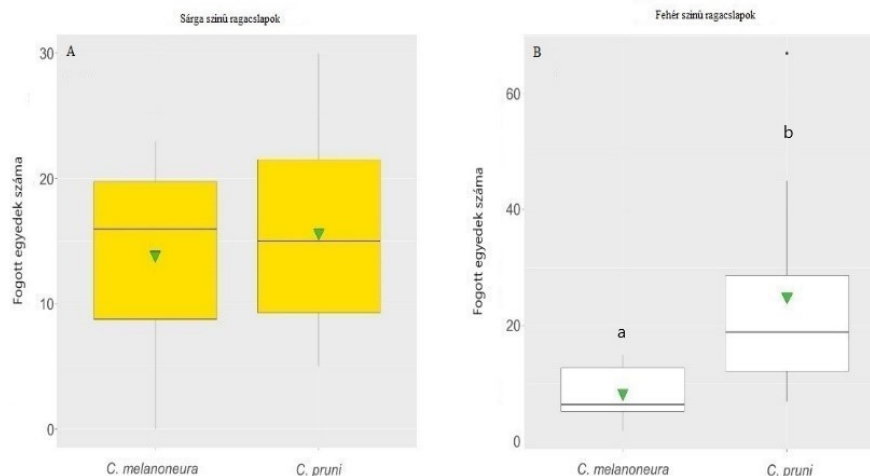 Sárga színű ragacslapok
A
30
20
10
0
Fogott egyedek száma
C. melanoneura
C. pruni
Fehér színű ragacslapok
B
60
40
20
0
Fogott egyedek száma
a
b
C. melanoneura
C. pruni